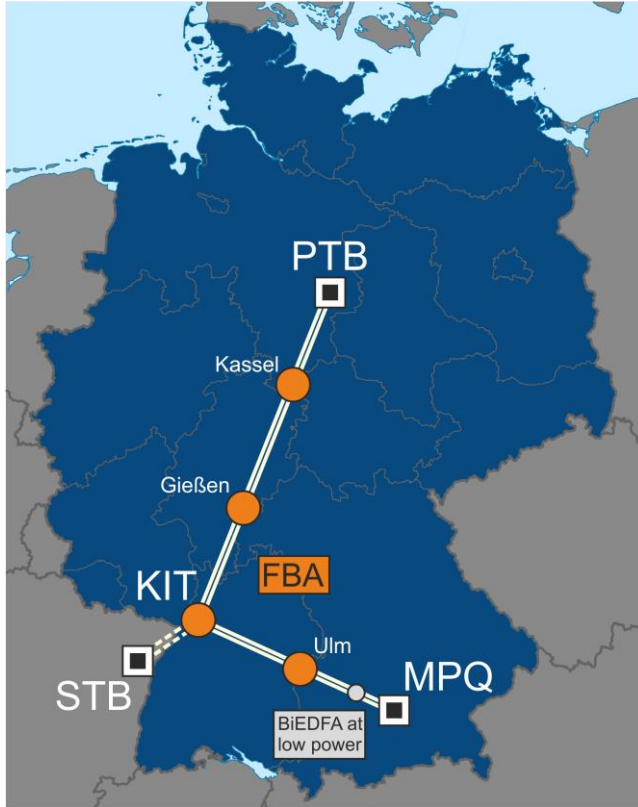 PTB
Kassel
Gießen
FBA
KIT
Ulm
STB
MPQ
BiEDFA at
low power